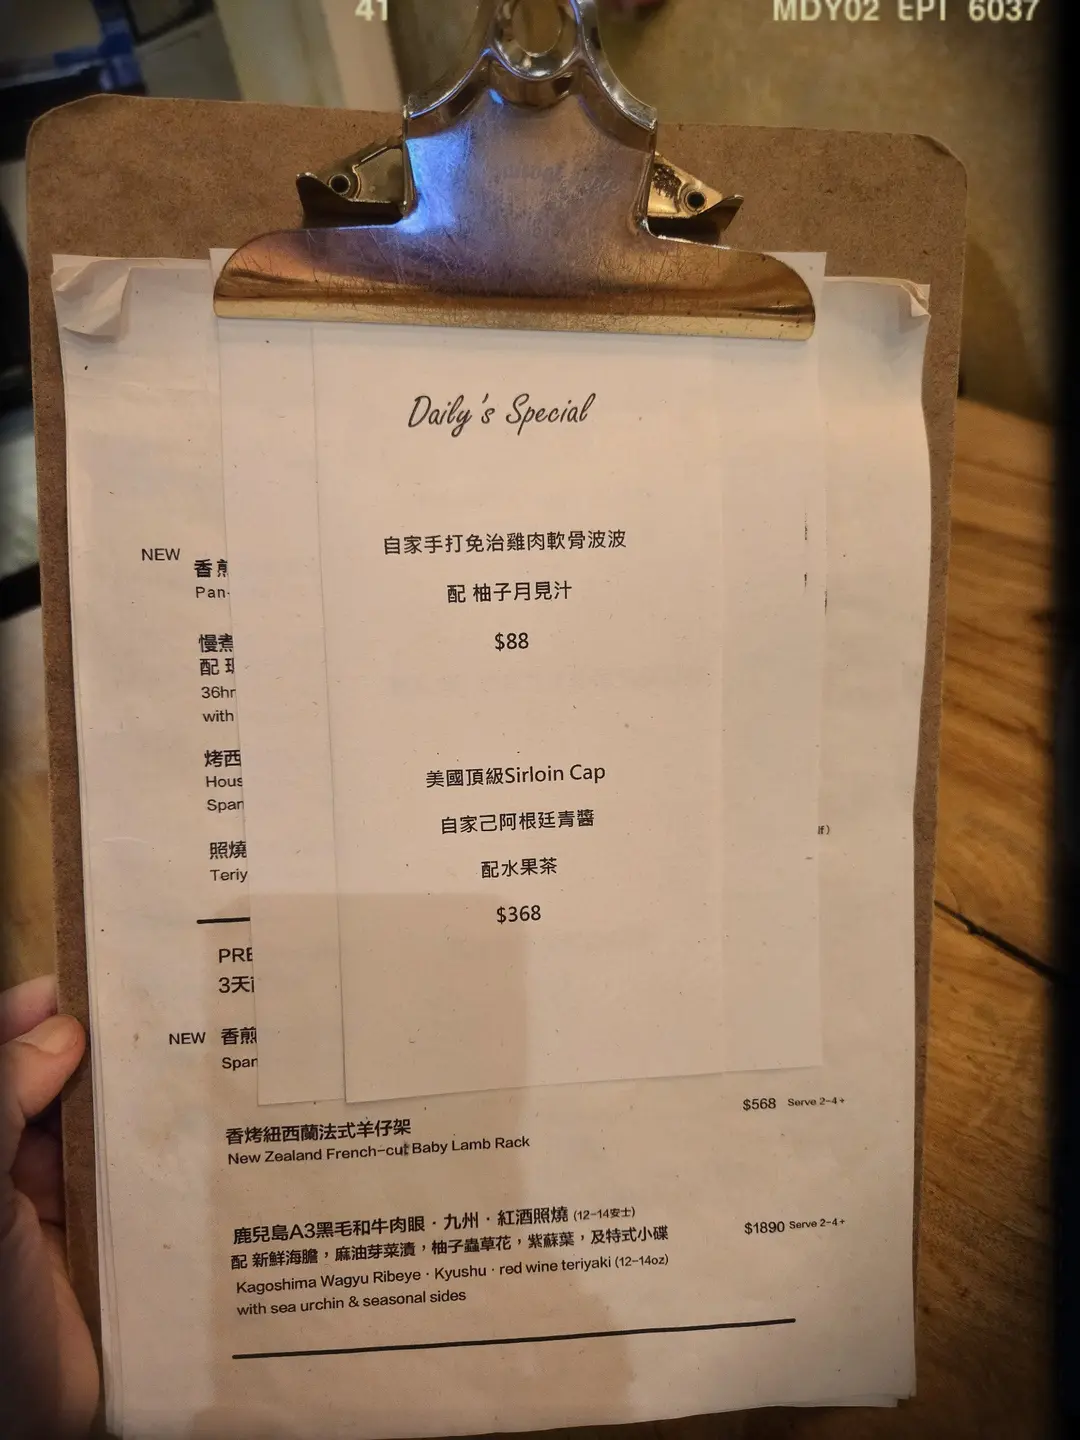 41
MDY02 EPT 6037
Daily's Special
自家手打免治雞肉軟骨波波
配 柚子月見汁
$88
美國頂級Sirloin Cap
自家己阿根廷青醬
配水果茶
$368
NEW
香煎
Pan-
慢煮
配
36hr
with
烤西
Hous
Span
照燒
Teriy
PRE
3天
NEW 香煎
Span
$568 Serve 2-4+
香烤紐西蘭法式羊仔架
New Zealand French-cut Baby Lamb Rack
鹿兒島A3黑毛和牛肉眼 · 九州 · 紅酒照燒 (12-14安士)
$1890 Serve 2-4+
配 新鮮海膽，麻油芽菜漬，柚子蟲草花，紫蘇葉，及特式小碟
Kagoshima Wagyu Ribeye · Kyushu · red wine teriyaki (12-14oz)
with sea urchin & seasonal sides